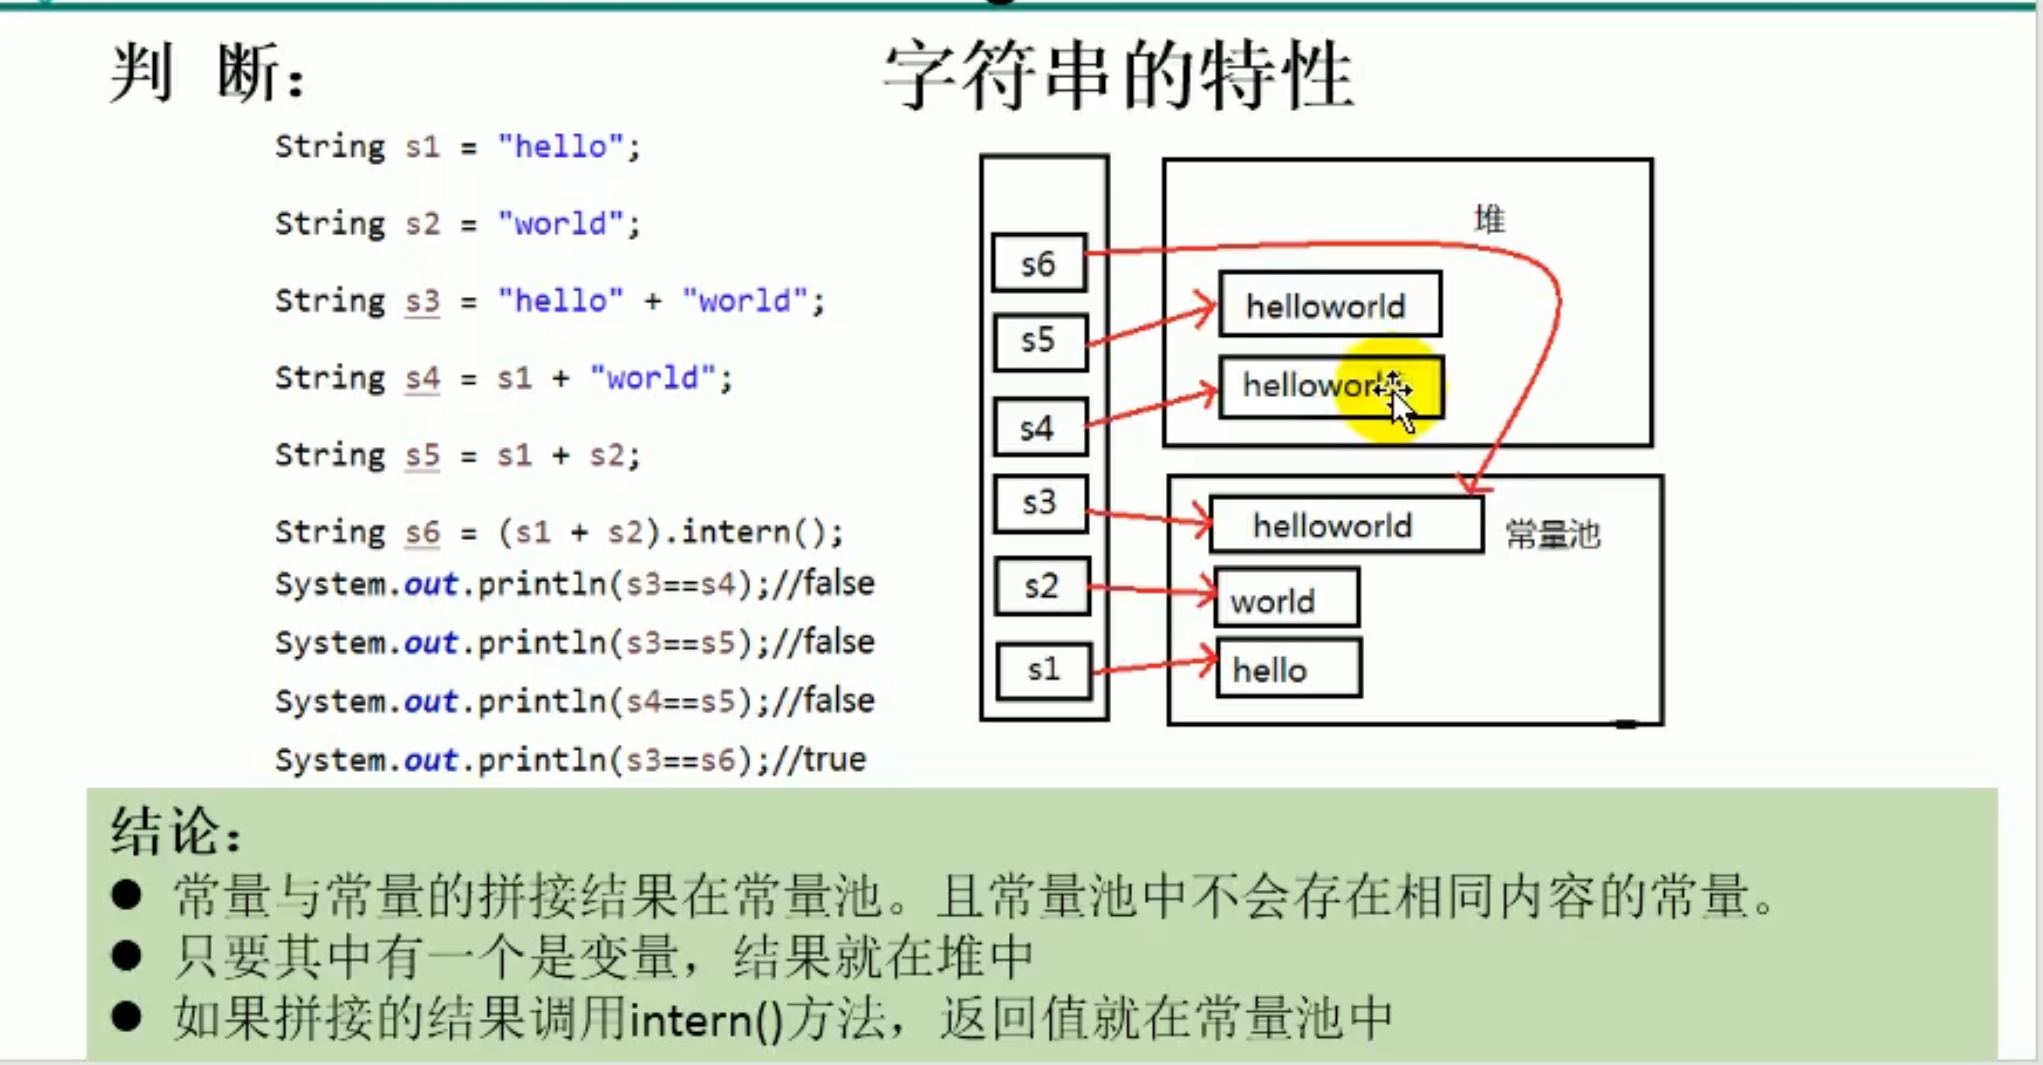 判 断：
字符串的特性
String s1 = "hello";
String s2 = "world";
String s3 = "hello" + "world";
String s4 = s1 + "world";
String s5 = s1 + s2;
String s6 = (s1 + s2).intern();
System.out.println(s3==s4);//false
System.out.println(s3==s5);//false
System.out.println(s4==s5);//false
System.out.println(s3==s6);//true
堆
s6
helloworld
s5
helloworld
s4
s3
helloworld
常量池
s2
world
s1
hello
结论：
● 常量与常量的拼接结果在常量池。且常量池中不会存在相同内容的常量。
● 只要其中有一个是变量，结果就在堆中
● 如果拼接的结果调用intern()方法，返回值就在常量池中